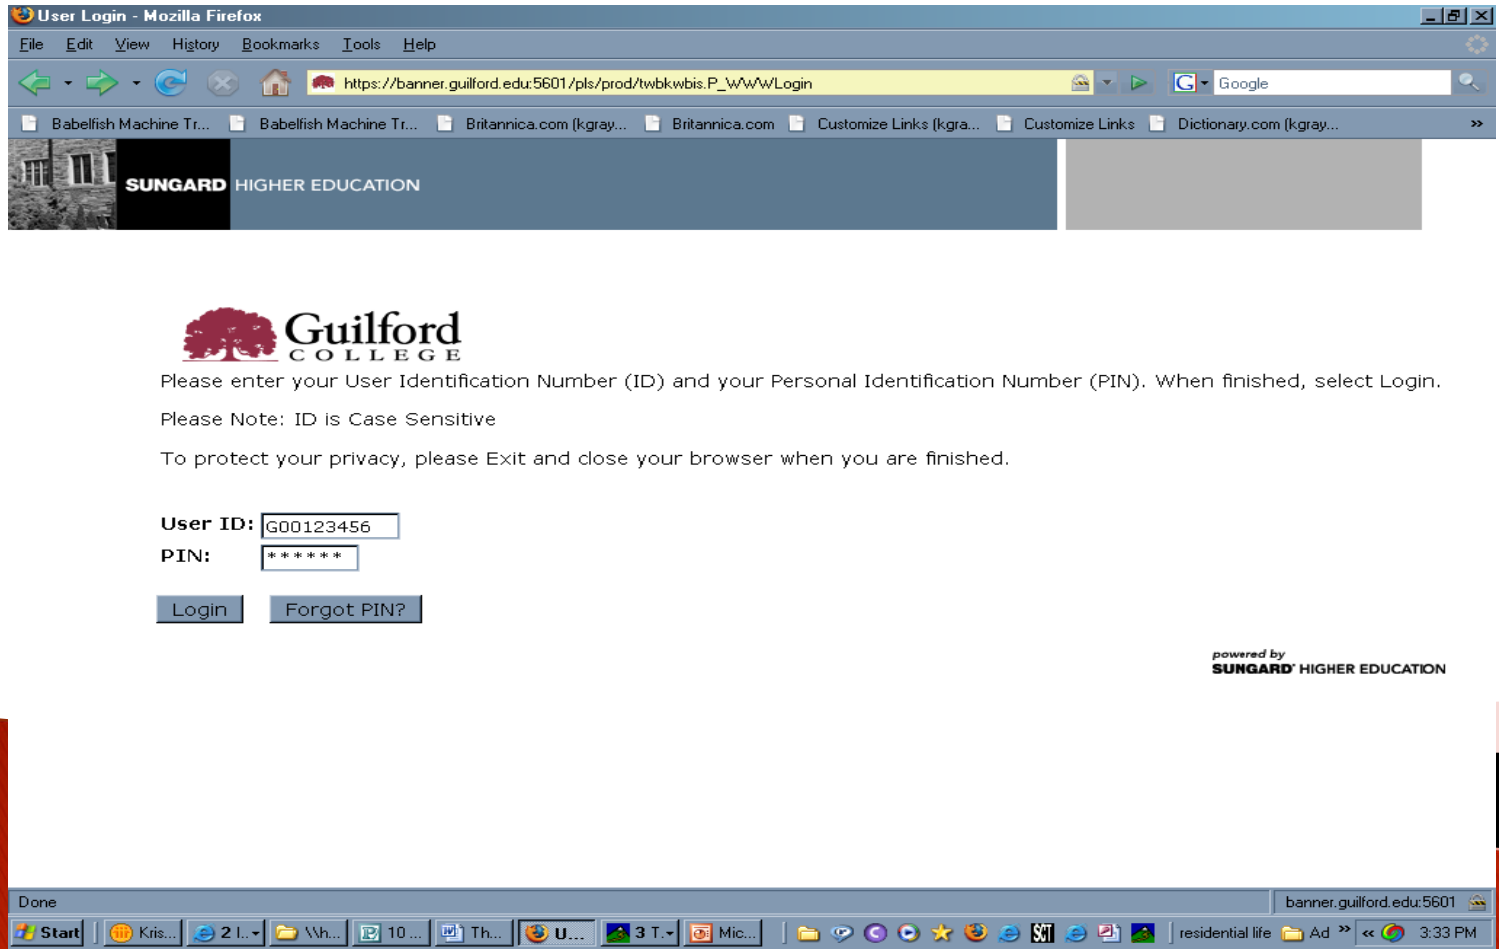 User Login - Mozilla Firefox
File Edit View History Bookmarks Tools Help
https://banner.guilford.edu:5601/pls/prod/twbkwbis.P_WWWLogin
G Google
Babelfish Machine Tr... Babelfish Machine Tr... Britannica.com (kgray... Britannica.com Customize Links (kgra... Customize Links Dictionary.com (kgray... »
SUNGARD HIGHER EDUCATION
Guilford
COLLEGE
Please enter your User Identification Number (ID) and your Personal Identification Number (PIN). When finished, select Login.
Please Note: ID is Case Sensitive
To protect your privacy, please Exit and close your browser when you are finished.
User ID: G00123456
PIN: ******
Login Forgot PIN?
powered by
SUNGARD HIGHER EDUCATION
Done banner.guilford.edu:5601
Start Kris... 2 I.. \\h... 10 ... Th... U... 3 T.. Mic... SCT residential life Ad » « 3:33 PM